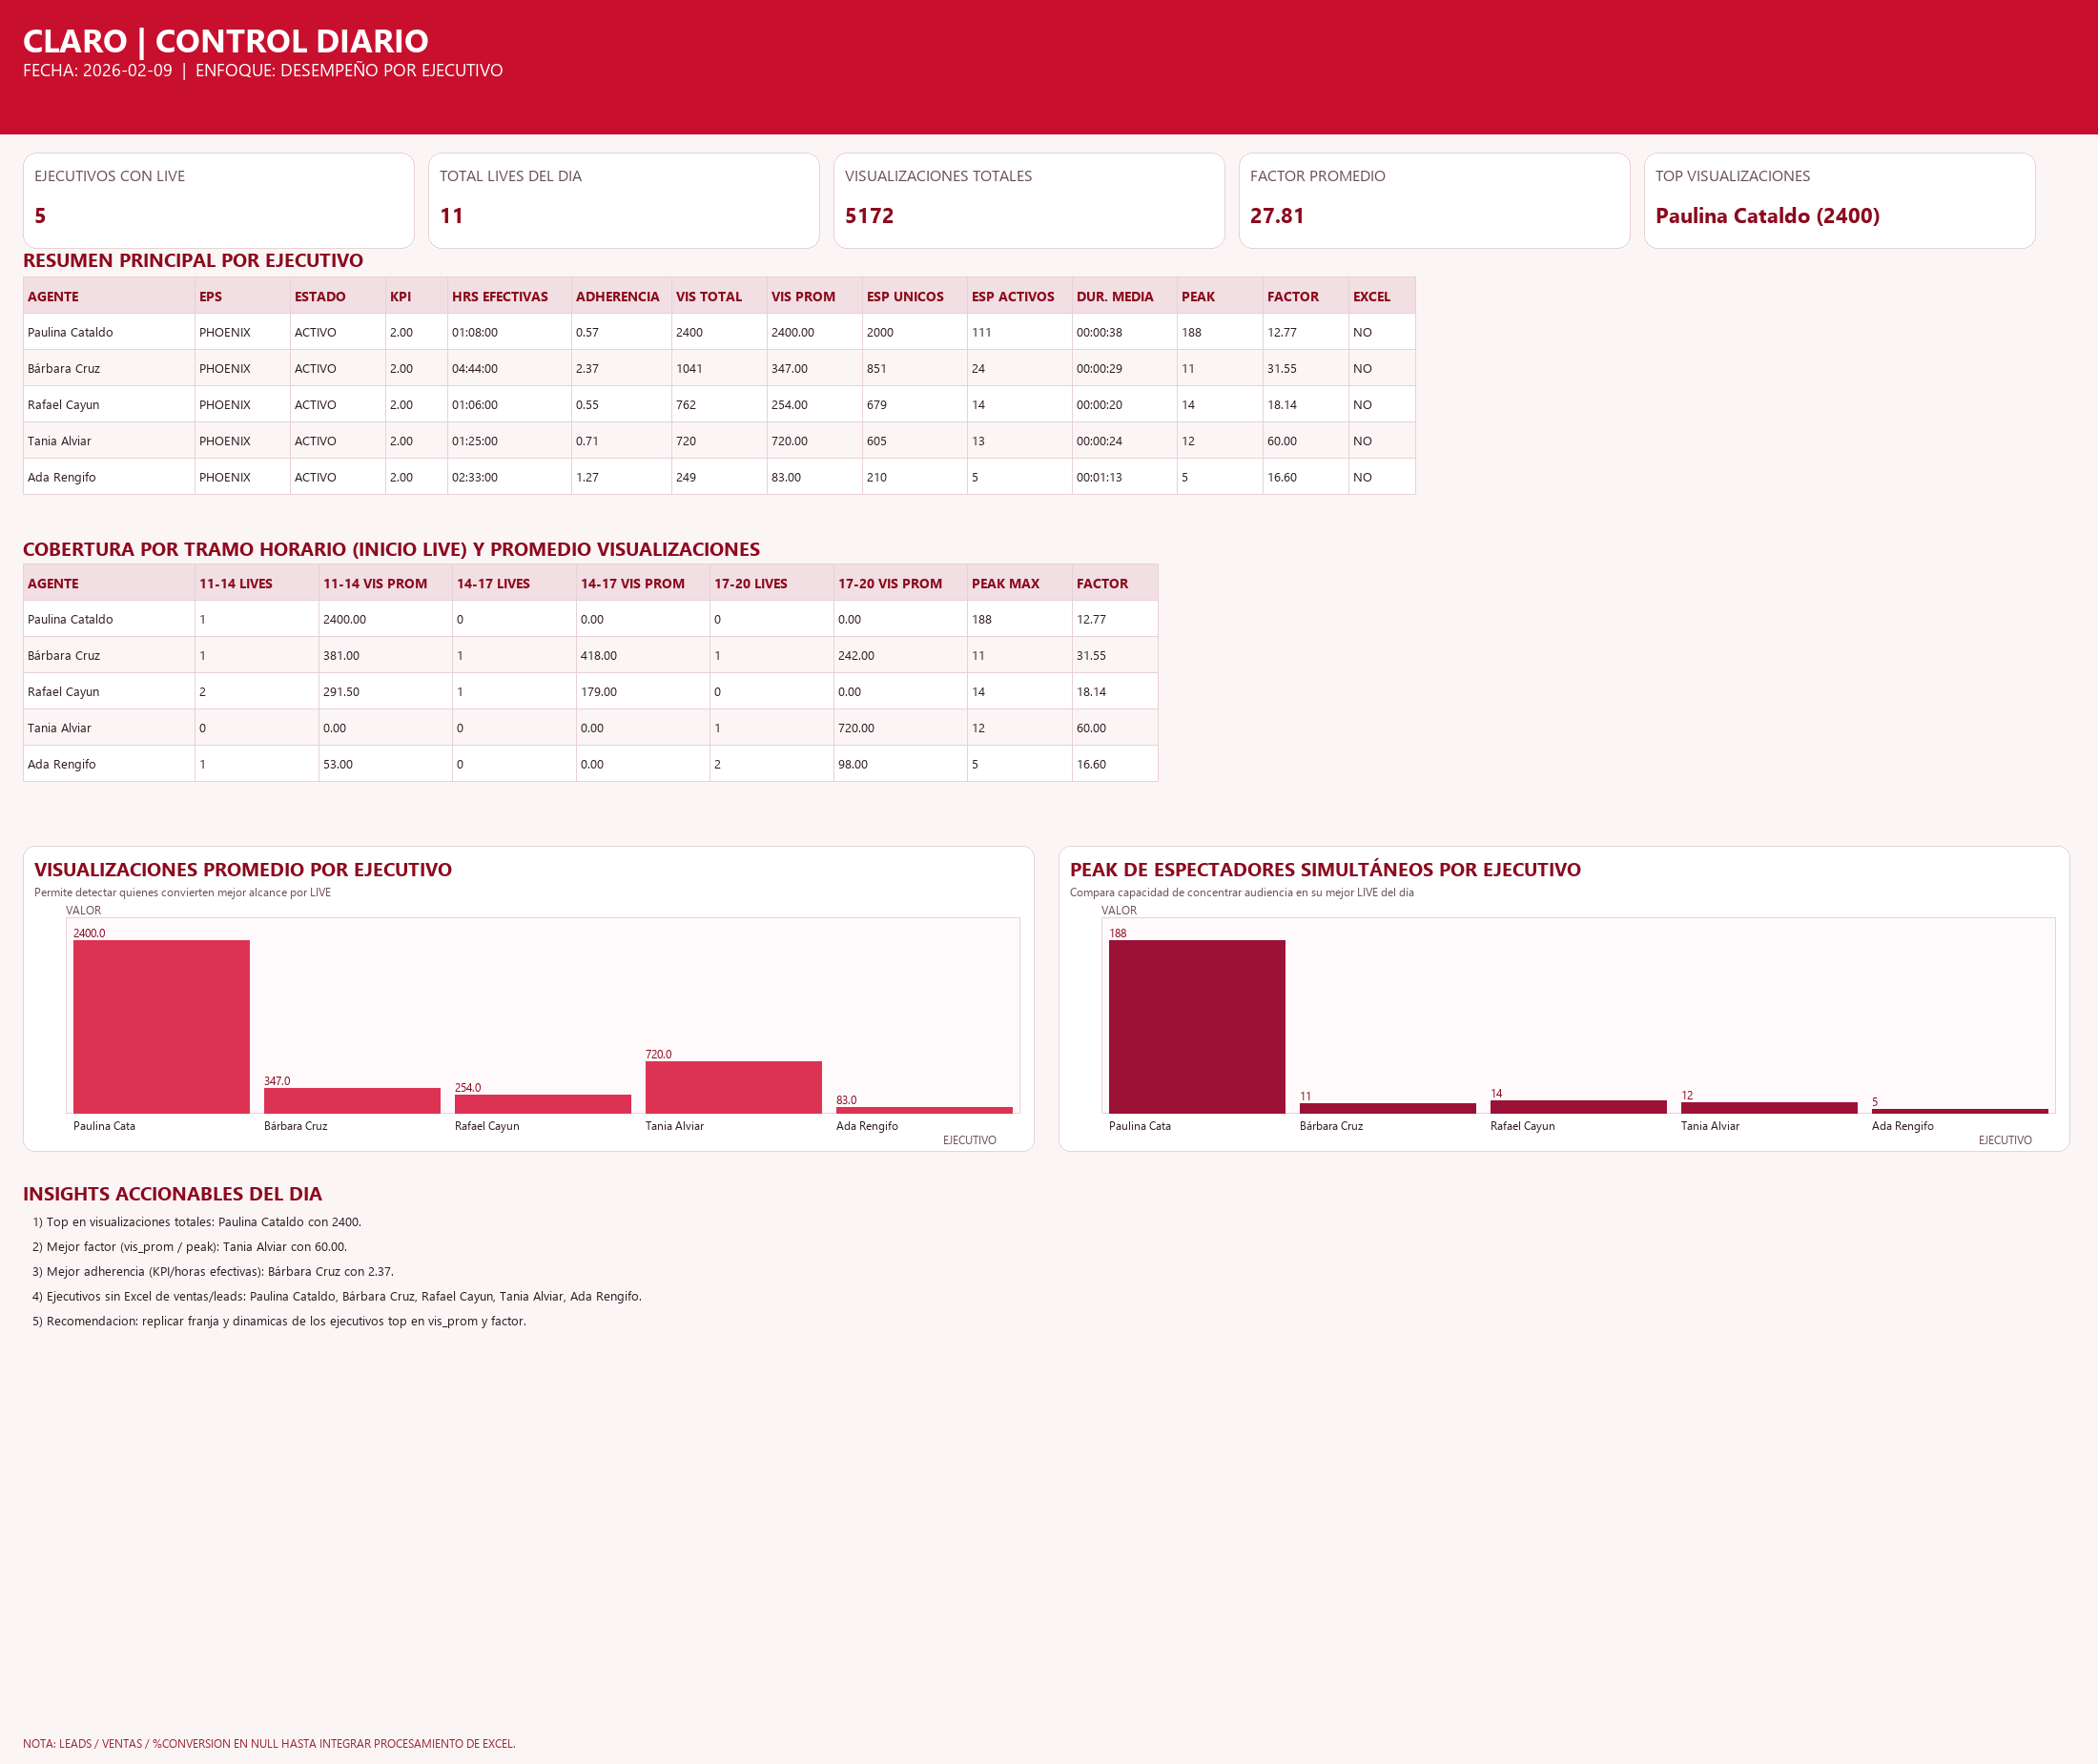 CLARO | CONTROL DIARIO
FECHA: 2026-02-09 | ENFOQUE: DESEMPEÑO POR EJECUTIVO
EJECUTIVOS CON LIVE
5
TOTAL LIVES DEL DIA
11
VISUALIZACIONES TOTALES
5172
FACTOR PROMEDIO
27.81
TOP VISUALIZACIONES
Paulina Cataldo (2400)
RESUMEN PRINCIPAL POR EJECUTIVO
AGENTE EPS ESTADO KPI HRS EFECTIVAS ADHERENCIA VIS TOTAL VIS PROM ESP UNICOS ESP ACTIVOS DUR. MEDIA PEAK FACTOR EXCEL
Paulina Cataldo PHOENIX ACTIVO 2.00 01:08:00 0.57 2400 2400.00 2000 111 00:00:38 188 12.77 NO
Bárbara Cruz PHOENIX ACTIVO 2.00 04:44:00 2.37 1041 347.00 851 24 00:00:29 11 31.55 NO
Rafael Cayun PHOENIX ACTIVO 2.00 01:06:00 0.55 762 254.00 679 14 00:00:20 14 18.14 NO
Tania Alviar PHOENIX ACTIVO 2.00 01:25:00 0.71 720 720.00 605 13 00:00:24 12 60.00 NO
Ada Rengifo PHOENIX ACTIVO 2.00 02:33:00 1.27 249 83.00 210 5 00:01:13 5 16.60 NO
COBERTURA POR TRAMO HORARIO (INICIO LIVE) Y PROMEDIO VISUALIZACIONES
AGENTE 11-14 LIVES 11-14 VIS PROM 14-17 LIVES 14-17 VIS PROM 17-20 LIVES 17-20 VIS PROM PEAK MAX FACTOR
Paulina Cataldo 1 2400.00 0 0.00 0 0.00 188 12.77
Bárbara Cruz 1 381.00 1 418.00 1 242.00 11 31.55
Rafael Cayun 2 291.50 1 179.00 0 0.00 14 18.14
Tania Alviar 0 0.00 0 0.00 1 720.00 12 60.00
Ada Rengifo 1 53.00 0 0.00 2 98.00 5 16.60
VISUALIZACIONES PROMEDIO POR EJECUTIVO
Permite detectar quienes convierten mejor alcance por LIVE
VALOR
2400.0
347.0
254.0
720.0
83.0
Paulina Cata Bárbara Cruz Rafael Cayun Tania Alviar Ada Rengifo
EJECUTIVO
PEAK DE ESPECTADORES SIMULTÁNEOS POR EJECUTIVO
Compara capacidad de concentrar audiencia en su mejor LIVE del día
VALOR
188
11
14
12
5
Paulina Cata Bárbara Cruz Rafael Cayun Tania Alviar Ada Rengifo
EJECUTIVO
INSIGHTS ACCIONABLES DEL DIA
1) Top en visualizaciones totales: Paulina Cataldo con 2400.
2) Mejor factor (vis_prom / peak): Tania Alviar con 60.00.
3) Mejor adherencia (KPI/horas efectivas): Bárbara Cruz con 2.37.
4) Ejecutivos sin Excel de ventas/leads: Paulina Cataldo, Bárbara Cruz, Rafael Cayun, Tania Alviar, Ada Rengifo.
5) Recomendacion: replicar franja y dinamicas de los ejecutivos top en vis_prom y factor.
NOTA: LEADS / VENTAS / %CONVERSION EN NULL HASTA INTEGRAR PROCESAMIENTO DE EXCEL.